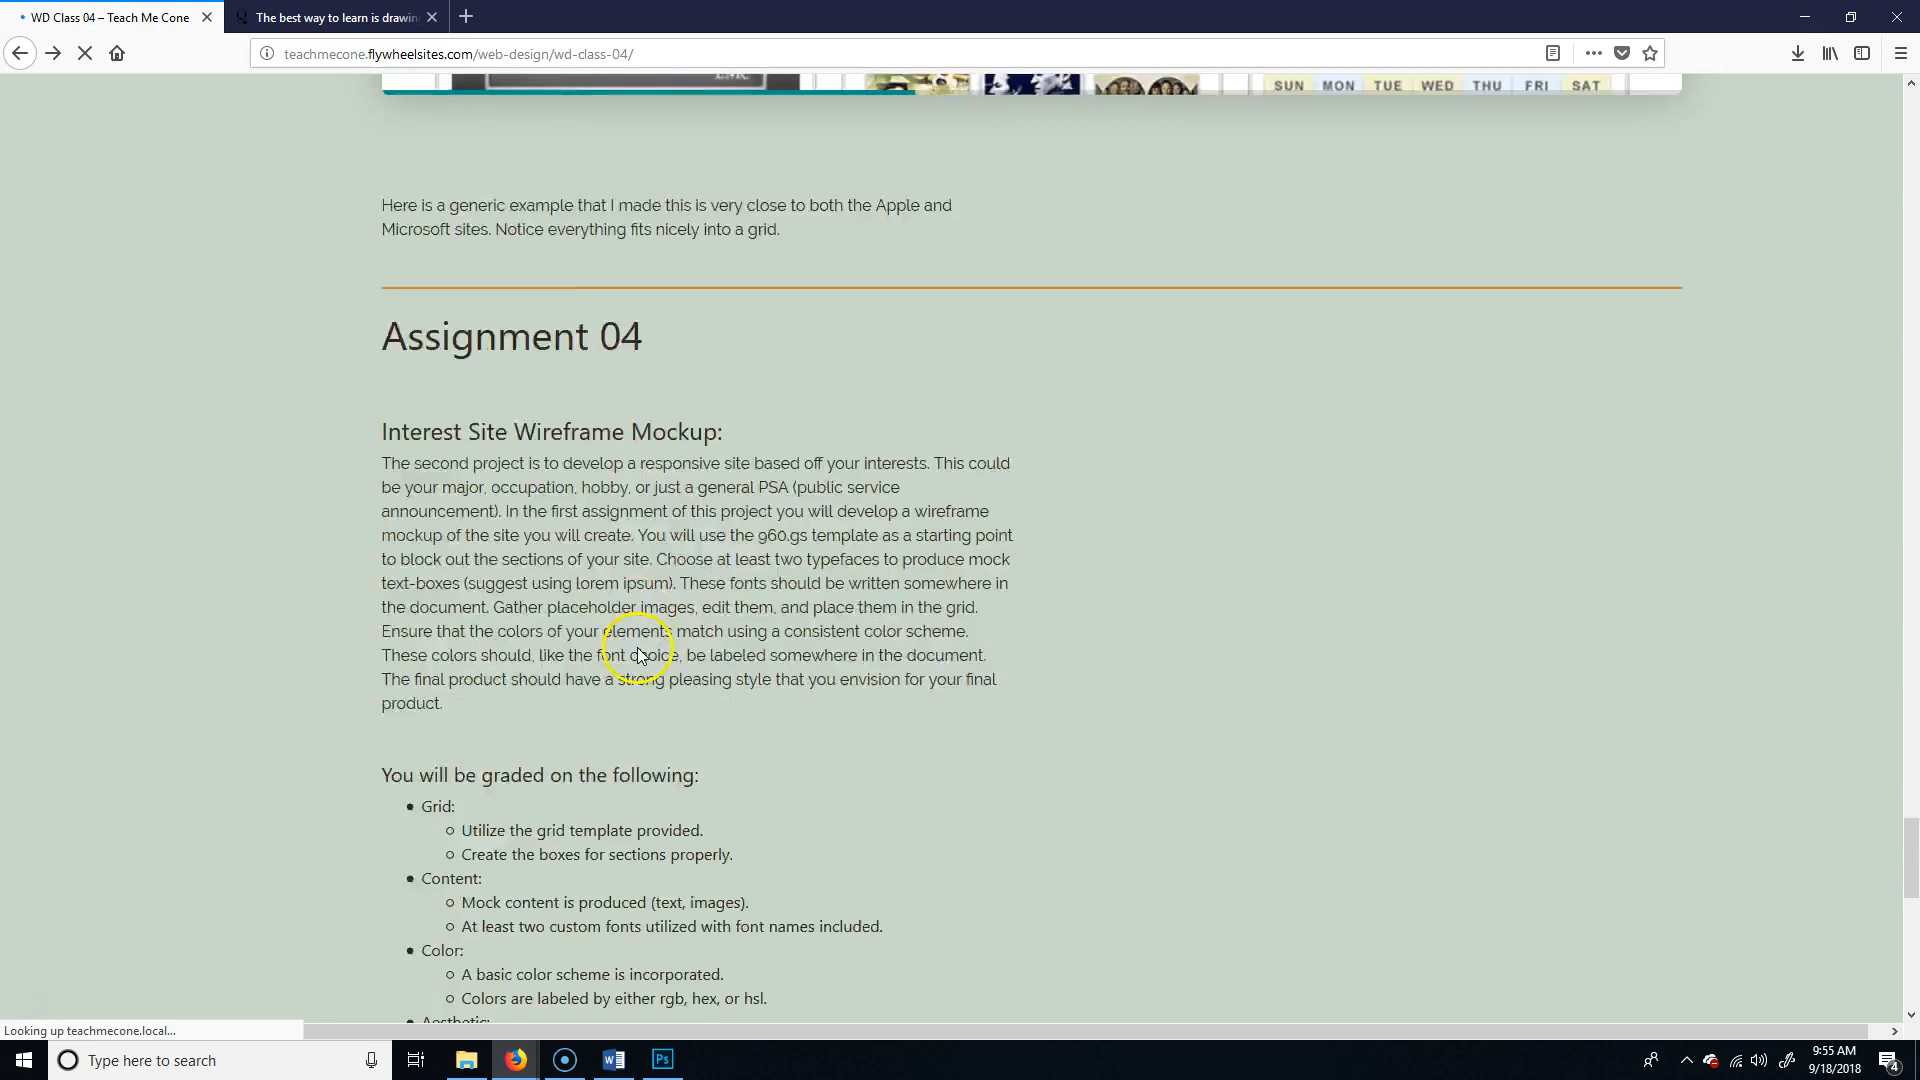 WD Class 04 – Teach Me Cone
The best way to learn is drawin
teachmecone.flywheelsites.com/web-design/wd-class-04/
SUN MON TUE WED THU FRI SAT
Here is a generic example that I made this is very close to both the Apple and
Microsoft sites. Notice everything fits nicely into a grid.
Assignment 04
Interest Site Wireframe Mockup:
The second project is to develop a responsive site based off your interests. This could
be your major, occupation, hobby, or just a general PSA (public service
announcement). In the first assignment of this project you will develop a wireframe
mockup of the site you will create. You will use the 960.gs template as a starting point
to block out the sections of your site. Choose at least two typefaces to produce mock
text-boxes (suggest using lorem ipsum). These fonts should be written somewhere in
the document. Gather placeholder images, edit them, and place them in the grid.
Ensure that the colors of your elements match using a consistent color scheme.
These colors should, like the font choice, be labeled somewhere in the document.
The final product should have a strong pleasing style that you envision for your final
product.
You will be graded on the following:
Grid:
Utilize the grid template provided.
Create the boxes for sections properly.
Content:
Mock content is produced (text, images).
At least two custom fonts utilized with font names included.
Color:
A basic color scheme is incorporated.
Colors are labeled by either rgb, hex, or hsl.
Aesthetic:
Looking up teachmecone.local...
Type here to search
Ps
9:55 AM
9/18/2018
4